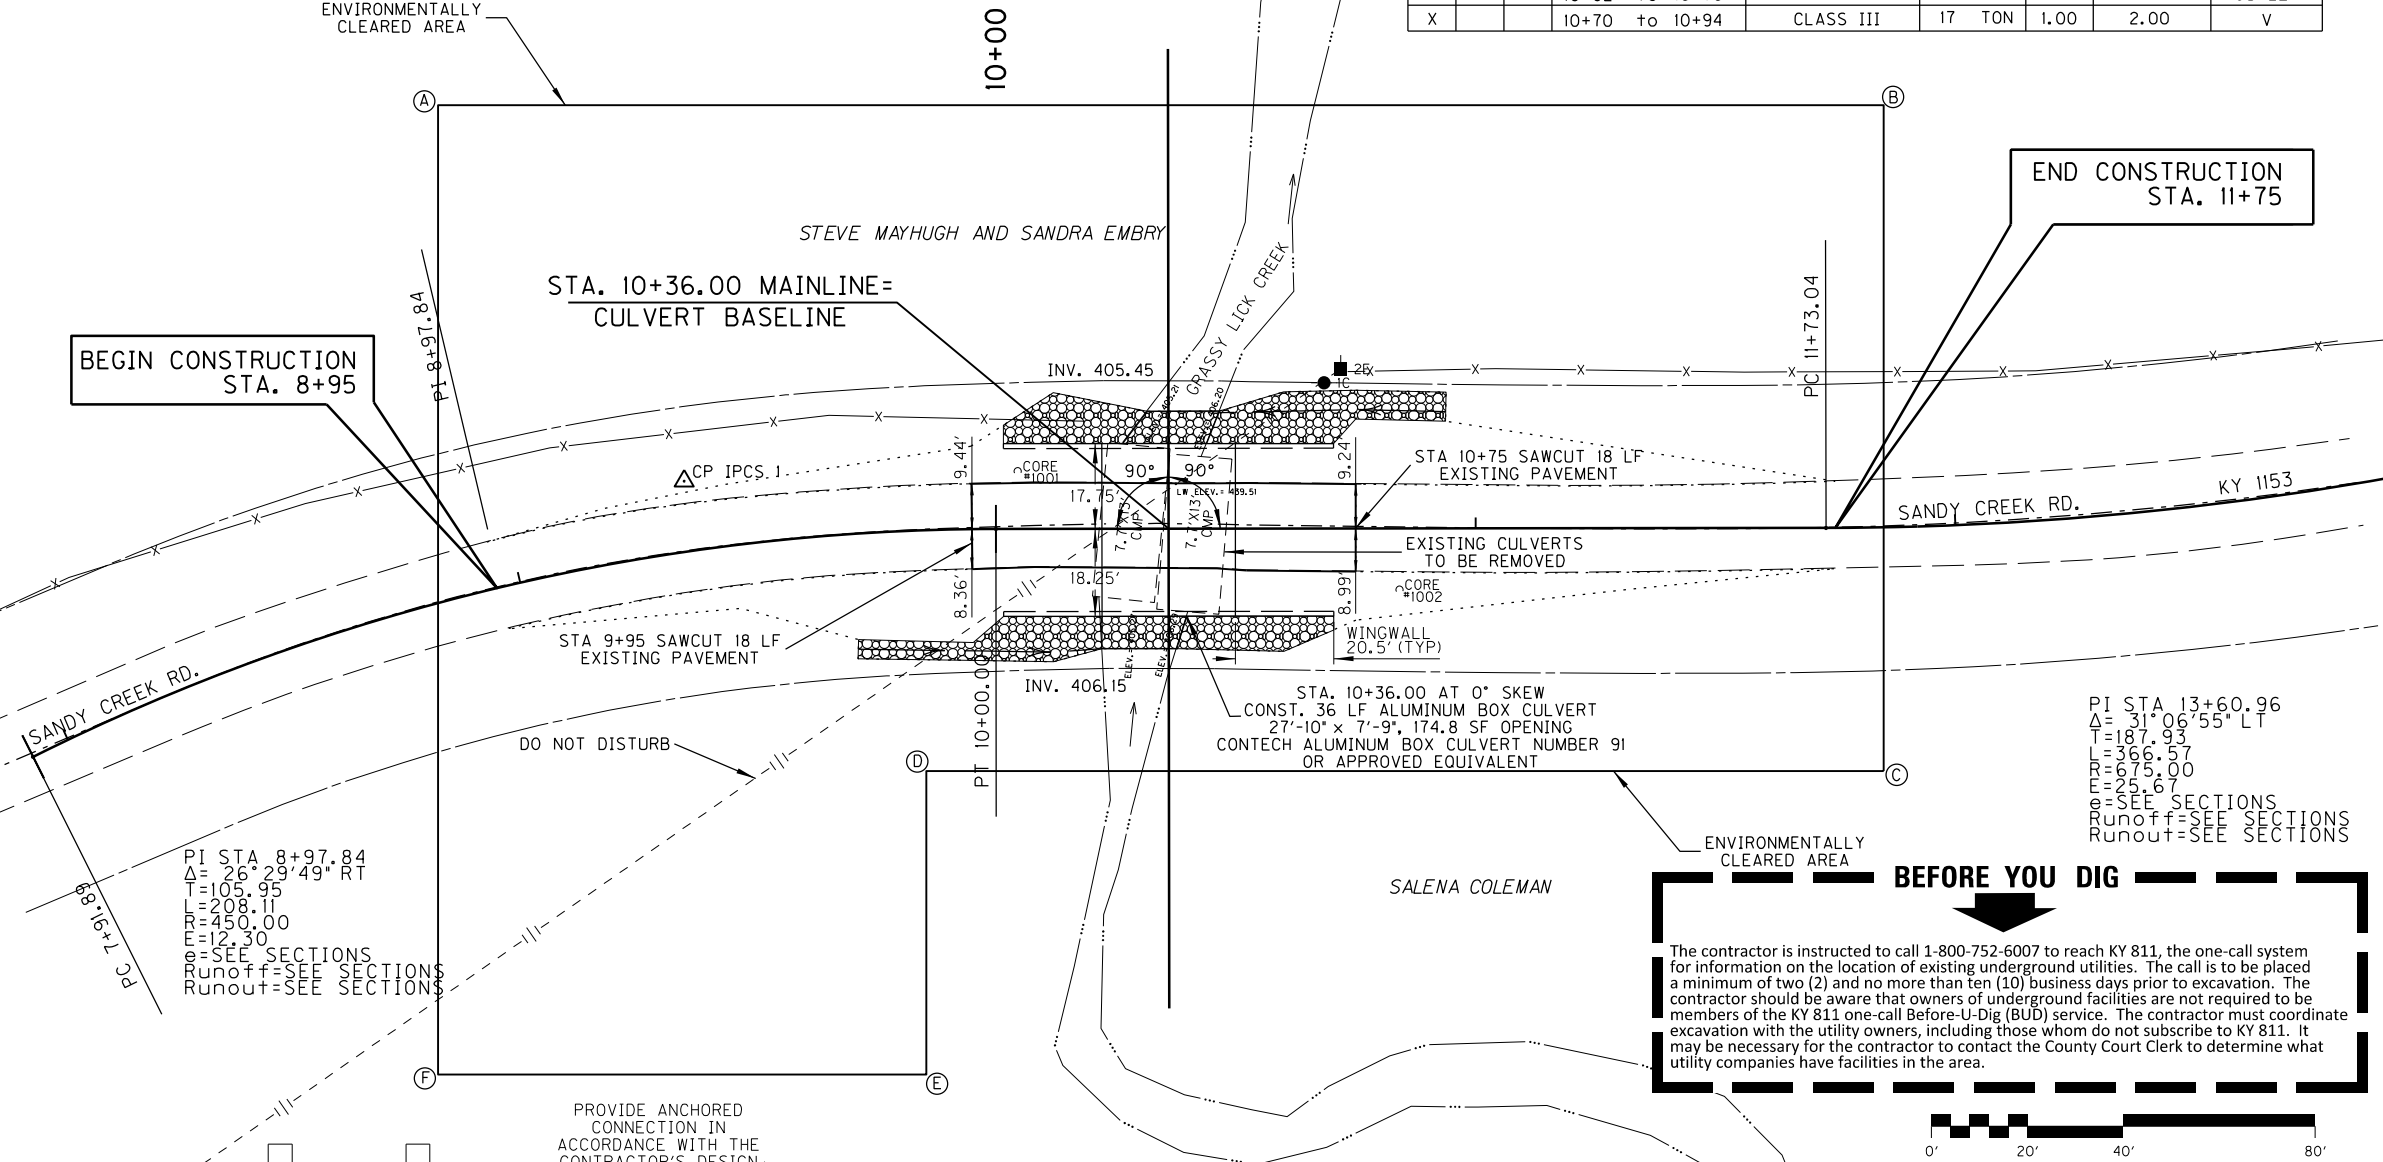 ENVIRONMENTALLY
CLEARED AREA
10+00
X 10+70 to 10+94 CLASS III 17 TON 1.00 2.00 V
A
B
END CONSTRUCTION
STA. 11+75
STEVE MAYHUGH AND SANDRA EMBRY
STA. 10+36.00 MAINLINE=
CULVERT BASELINE
GRASSY LICK CREEK
PC 11+73.04
PI 8+97.84
BEGIN CONSTRUCTION
STA. 8+95
INV. 405.45
2E
1C
CP IPCS 1
9.44'
CORE
#1001
90° 90°
9.24
STA 10+75 SAWCUT 18 LF
EXISTING PAVEMENT
17.75'
LW ELEV.= 439.51
7.7'X13'
CMP
7.7'X13'
CMP
SANDY CREEK RD.
KY 1153
EXISTING CULVERTS
TO BE REMOVED
18.25'
8.36'
8.99'
CORE
#1002
STA 9+95 SAWCUT 18 LF
EXISTING PAVEMENT
WINGWALL
20.5' (TYP)
SANDY CREEK RD.
INV. 406.15
PT 10+00.00
STA. 10+36.00 AT 0° SKEW
CONST. 36 LF ALUMINUM BOX CULVERT
27'-10" x 7'-9", 174.8 SF OPENING
CONTECH ALUMINUM BOX CULVERT NUMBER 91
OR APPROVED EQUIVALENT
DO NOT DISTURB
D
C
PI STA 13+60.96
Δ= 31°06'55" LT
T=187.93
L=366.57
R=675.00
E=25.67
e=SEE SECTIONS
Runoff=SEE SECTIONS
Runout=SEE SECTIONS
ENVIRONMENTALLY
CLEARED AREA
PC 7+91.89
PI STA 8+97.84
Δ= 26°29'49" RT
T=105.95
L=208.11
R=450.00
E=12.30
e=SEE SECTIONS
Runoff=SEE SECTIONS
Runout=SEE SECTIONS
SALENA COLEMAN
BEFORE YOU DIG
The contractor is instructed to call 1-800-752-6007 to reach KY 811, the one-call system
for information on the location of existing underground utilities. The call is to be placed
a minimum of two (2) and no more than ten (10) business days prior to excavation. The
contractor should be aware that owners of underground facilities are not required to be
members of the KY 811 one-call Before-U-Dig (BUD) service. The contractor must coordinate
excavation with the utility owners, including those whom do not subscribe to KY 811. It
may be necessary for the contractor to contact the County Court Clerk to determine what
utility companies have facilities in the area.
F
E
PROVIDE ANCHORED
CONNECTION IN
ACCORDANCE WITH THE
CONTRACTOR'S DESIGN.
0' 20' 40' 80'